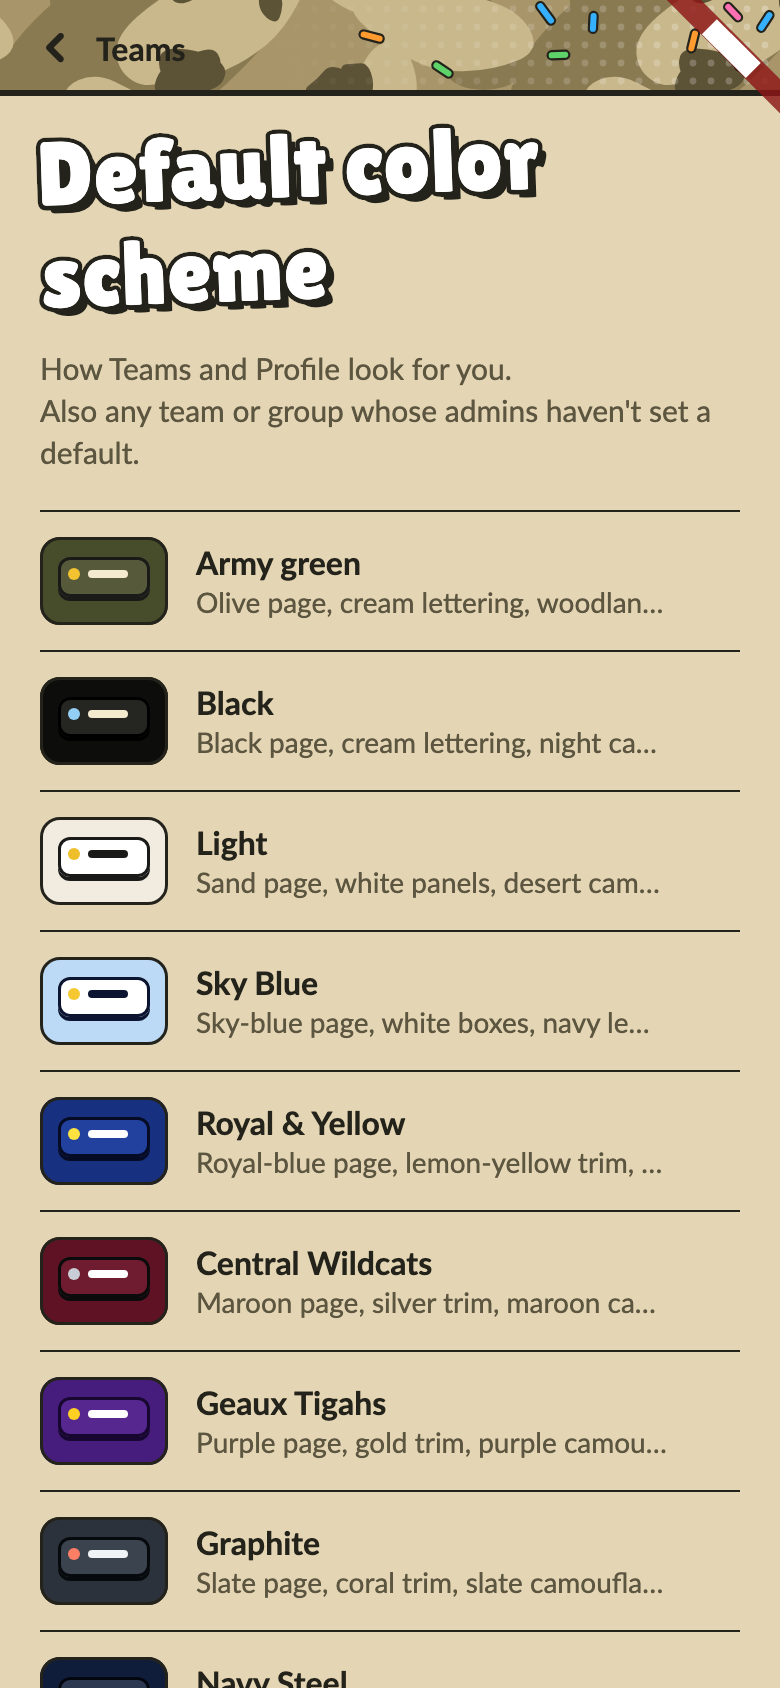 Teams
Default color
scheme
How Teams and Profile look for you.
Also any team or group whose admins haven't set a
default.
Army green
Olive page, cream lettering, woodlan...
Black
Black page, cream lettering, night ca...
Light
Sand page, white panels, desert cam...
Sky Blue
Sky-blue page, white boxes, navy le...
Royal & Yellow
Royal-blue page, lemon-yellow trim, ...
Central Wildcats
Maroon page, silver trim, maroon ca...
Geaux Tigahs
Purple page, gold trim, purple camou...
Graphite
Slate page, coral trim, slate camoufla...
Navy Steel